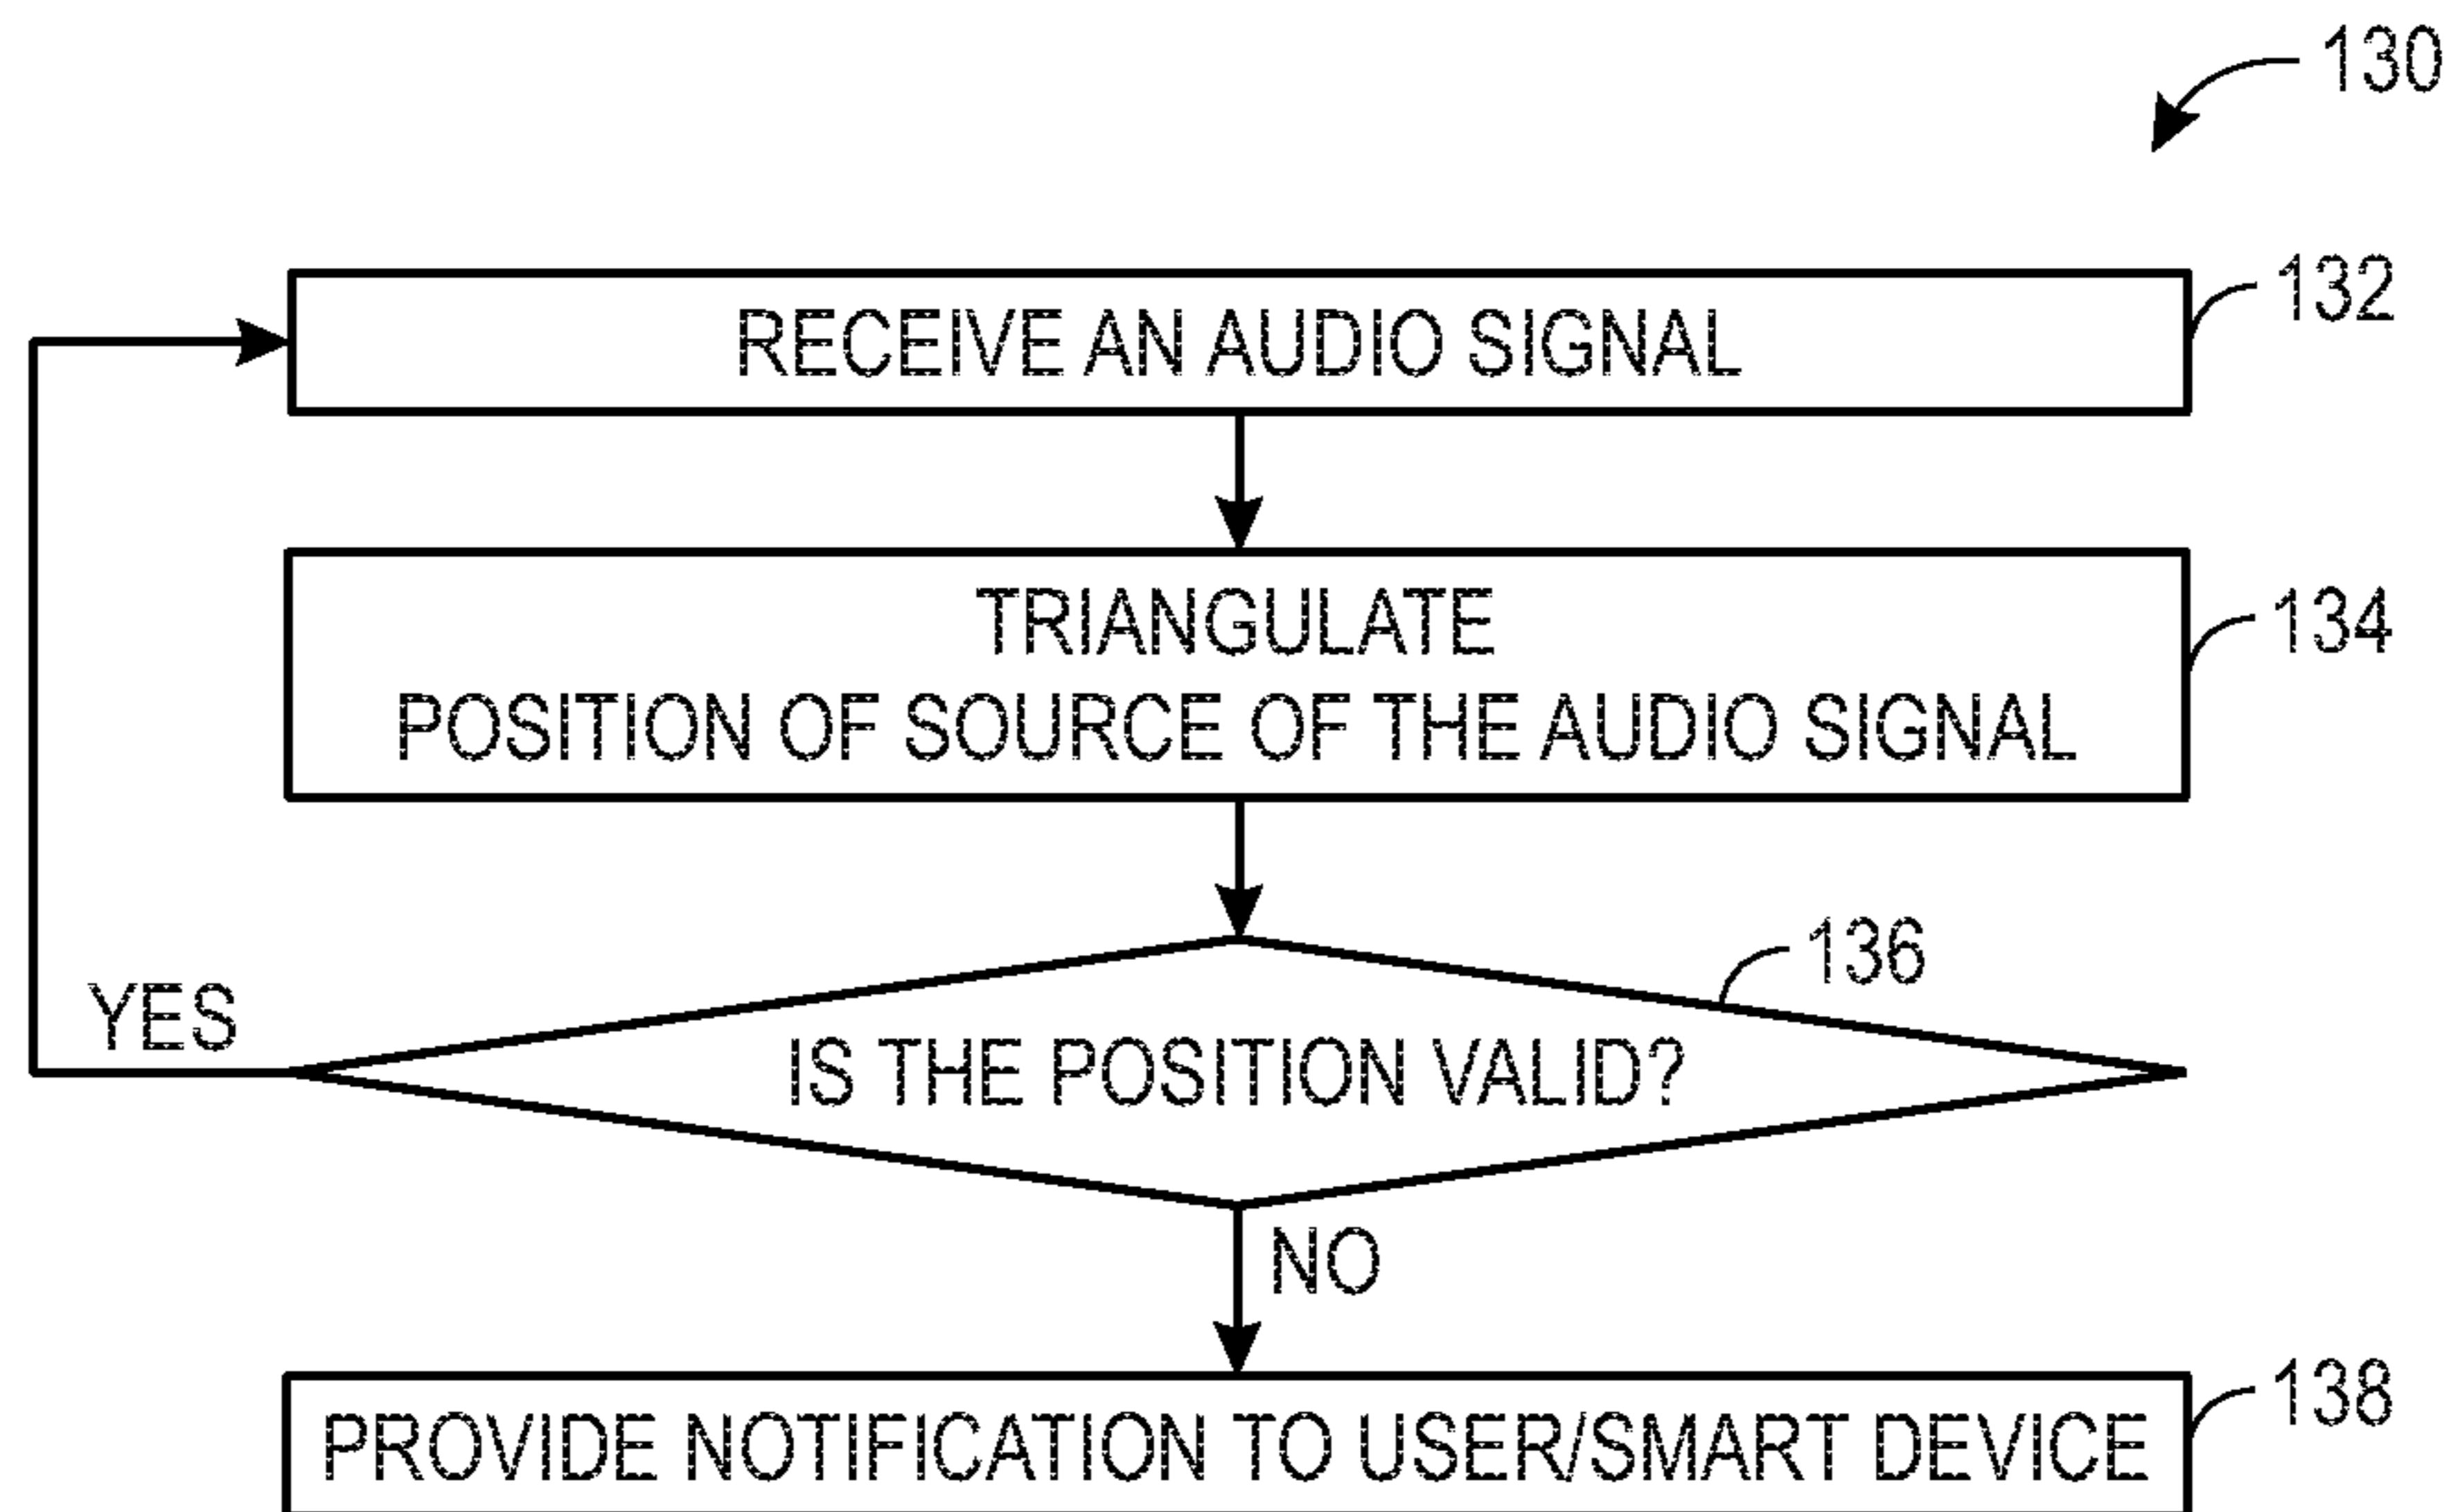 130
RECEIVE AN AUDIO SIGNAL
132
TRIANGULATE
POSITION OF SOURCE OF THE AUDIO SIGNAL
134
136
YES
IS THE POSITION VALID?
NO
PROVIDE NOTIFICATION TO USER/SMART DEVICE
138